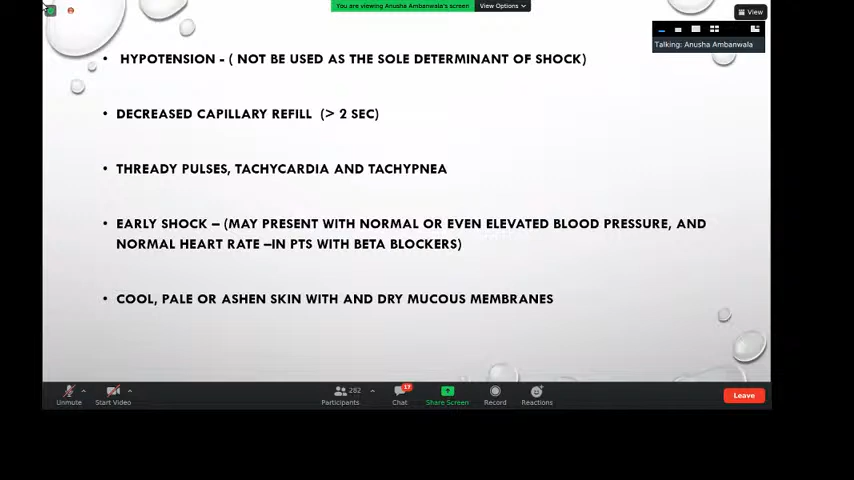 You are viewing Anusha Ambanwala's screen
View Options
View
Talking: Anusha Ambanwala
• HYPOTENSION - ( NOT BE USED AS THE SOLE DETERMINANT OF SHOCK)
• DECREASED CAPILLARY REFILL (> 2 SEC)
• THREADY PULSES, TACHYCARDIA AND TACHYPNEA
• EARLY SHOCK – (MAY PRESENT WITH NORMAL OR EVEN ELEVATED BLOOD PRESSURE, AND
NORMAL HEART RATE –IN PTS WITH BETA BLOCKERS)
• COOL, PALE OR ASHEN SKIN WITH AND DRY MUCOUS MEMBRANES
282
17
Unmute
Start Video
Participants
Chat
Share Screen
Record
Reactions
Leave